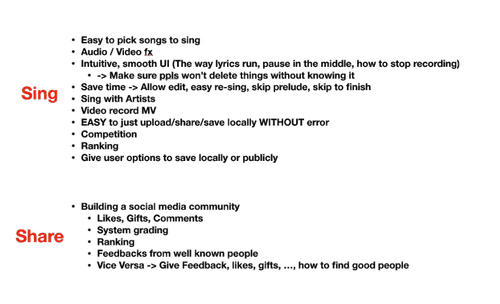 Sing
• Easy to pick songs to sing
• Audio / Video fx
• Intuitive, smooth UI (The way lyrics run, pause in the middle, how to stop recording)
• -> Make sure ppls won't delete things without knowing it
• Save time -> Allow edit, easy re-sing, skip prelude, skip to finish
• Sing with Artists
• Video record MV
• EASY to just upload/share/save locally WITHOUT error
• Competition
• Ranking
• Give user options to save locally or publicly
Share
• Building a social media community
• Likes, Gifts, Comments
• System grading
• Ranking
• Feedbacks from well known people
• Vice Versa -> Give Feedback, likes, gifts, ..., how to find good people